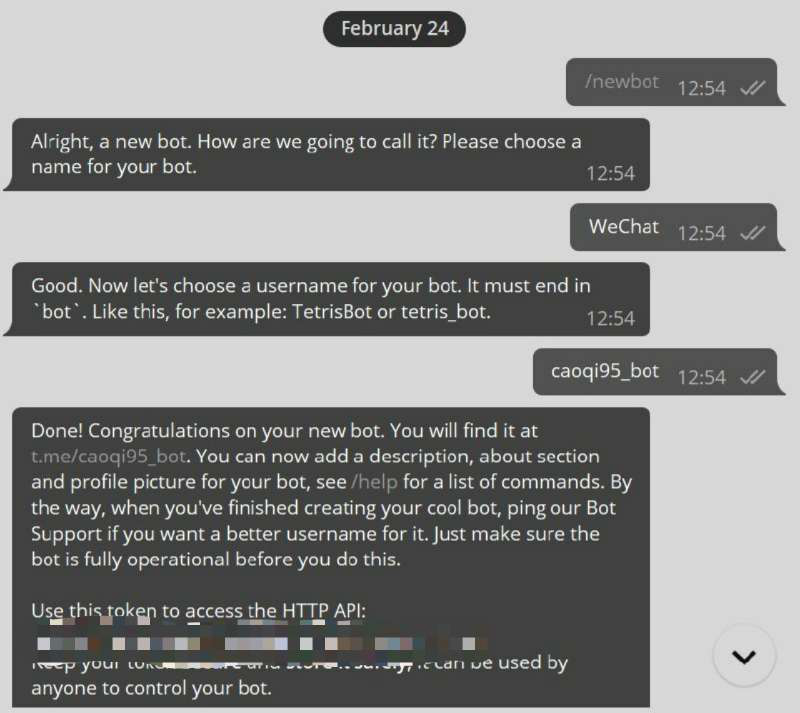 February 24
/newbot 12:54
Alright, a new bot. How are we going to call it? Please choose a
name for your bot.
12:54
WeChat 12:54
Good. Now let's choose a username for your bot. It must end in
`bot`. Like this, for example: TetrisBot or tetris_bot.
12:54
caoqi95_bot 12:54
Done! Congratulations on your new bot. You will find it at
t.me/caoqi95_bot. You can now add a description, about section
and profile picture for your bot, see /help for a list of commands. By
the way, when you've finished creating your cool bot, ping our Bot
Support if you want a better username for it. Just make sure the
bot is fully operational before you do this.
Use this token to access the HTTP API:
Keep your and store it safely, can be used by
anyone to control your bot.